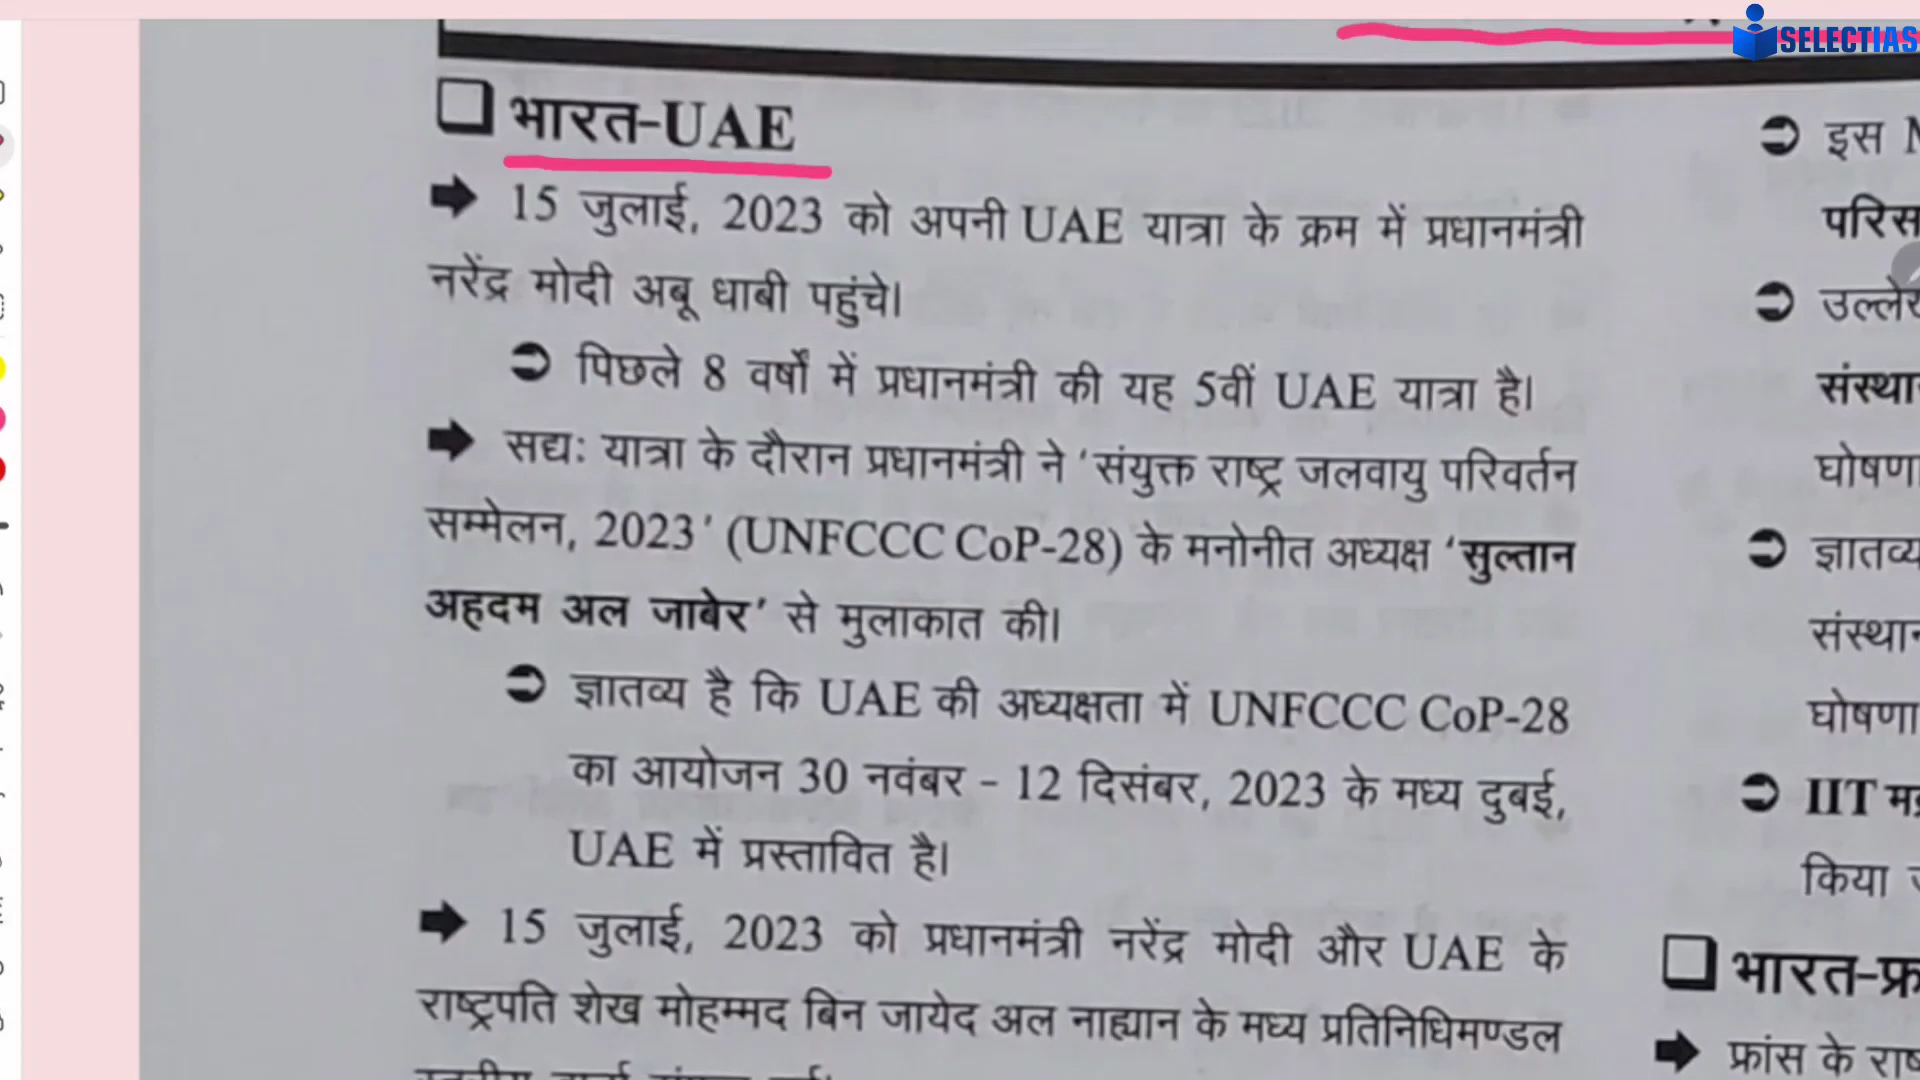 SELECTIAS
❑ भारत-UAE
➡ 15 जुलाई, 2023 को अपनी UAE यात्रा के क्रम में प्रधानमंत्री
नरेंद्र मोदी अबू धाबी पहुंचे।
➲ पिछले 8 वर्षों में प्रधानमंत्री की यह 5वीं UAE यात्रा है।
➡ सद्यः यात्रा के दौरान प्रधानमंत्री ने ‘संयुक्त राष्ट्र जलवायु परिवर्तन
सम्मेलन, 2023’ (UNFCCC CoP-28) के मनोनीत अध्यक्ष ‘सुल्तान
अहदम अल जाबेर’ से मुलाकात की।
➲ ज्ञातव्य है कि UAE की अध्यक्षता में UNFCCC CoP-28
का आयोजन 30 नवंबर - 12 दिसंबर, 2023 के मध्य दुबई,
UAE में प्रस्तावित है।
➡ 15 जुलाई, 2023 को प्रधानमंत्री नरेंद्र मोदी और UAE के
राष्ट्रपति शेख मोहम्मद बिन जायेद अल नाह्यान के मध्य प्रतिनिधिमण्डल
➲ इस
➲
संस्थान
घोषणा
➲ ज्ञातव्य
संस्थान
घोषणा
➲ IIT
किया
❑ भारत-फ्र
➡ फ्रांस के